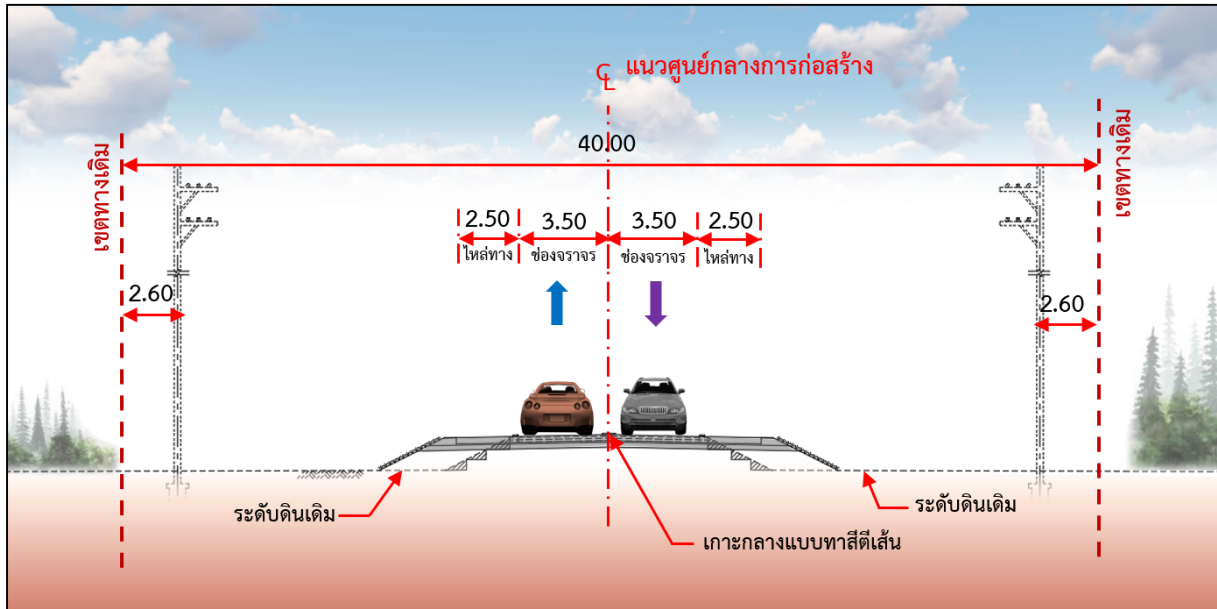 ℄ แนวศูนย์กลางการก่อสร้าง
40.00
เขตทางเดิม
เขตทางเดิม
2.50 3.50 3.50 2.50
ไหล่ทาง ช่องจราจร ช่องจราจร ไหล่ทาง
2.60
2.60
ระดับดินเดิม
ระดับดินเดิม
เกาะกลางแบบทาสีตีเส้น